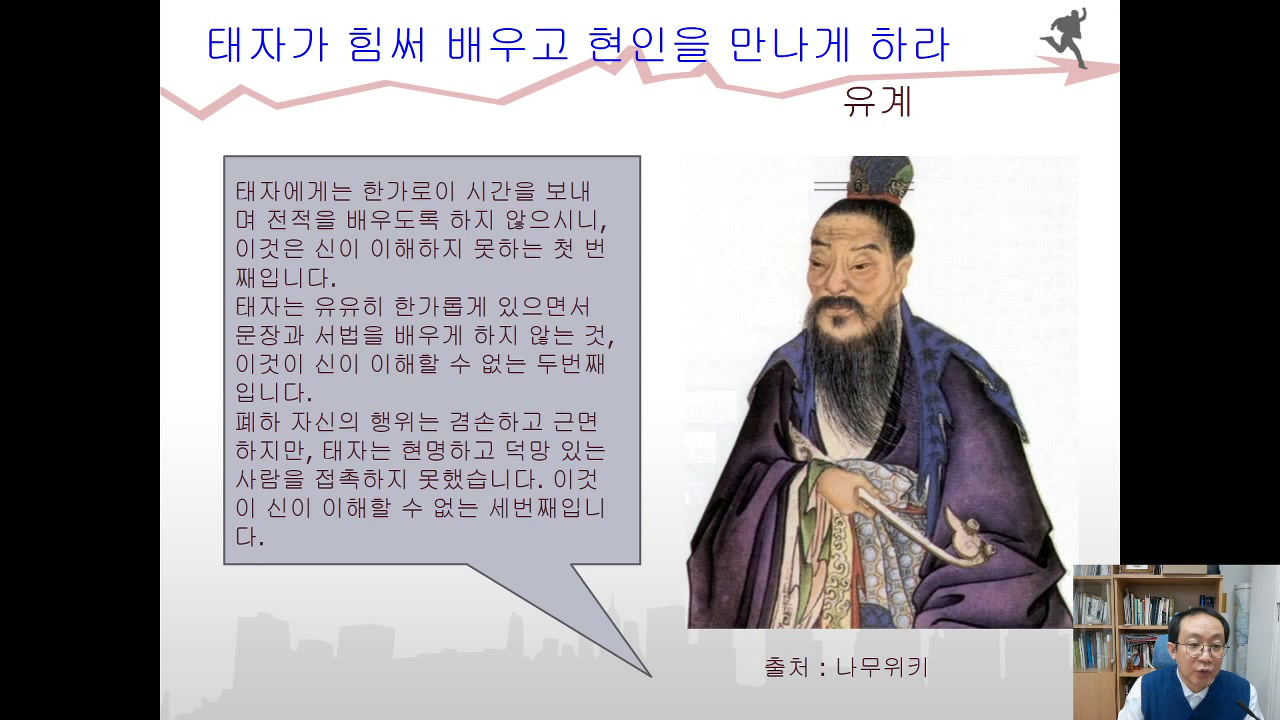 태자가 힘써 배우고 현인을 만나게 하라
유계
태자에게는 한가로이 시간을 보내
며 전적을 배우도록 하지 않으시니,
이것은 신이 이해하지 못하는 첫 번
째입니다.
태자는 유유히 한가롭게 있으면서
문장과 서법을 배우게 하지 않는 것,
이것이 신이 이해할 수 없는 두번째
입니다.
폐하 자신의 행위는 겸손하고 근면
하지만, 태자는 현명하고 덕망 있는
사람을 접촉하지 못했습니다. 이것
이 신이 이해할 수 없는 세번째입니
다.
출처 : 나무위키